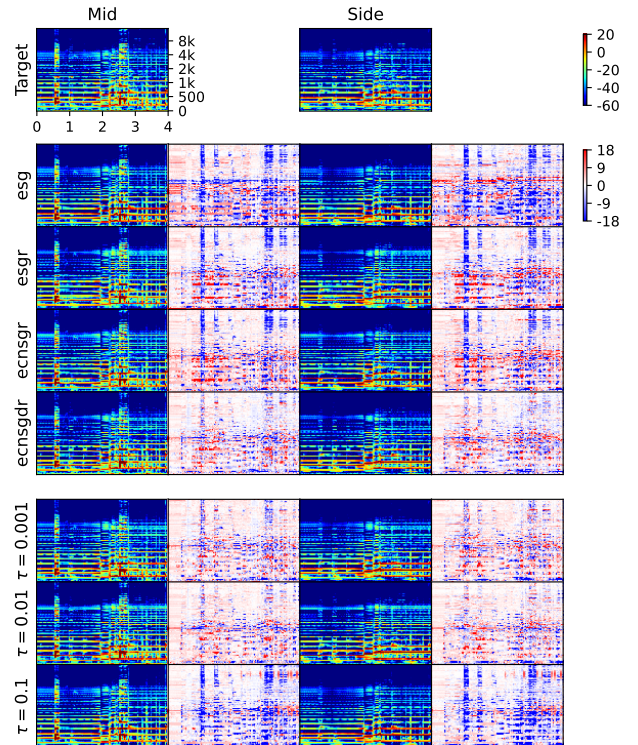 Mid
Side
Target
8k
4k
2k
1k
500
0
0 1 2 3 4
20
0
−20
−40
−60
esg
18
9
0
−9
−18
esgr
ecnsgr
ecnsgdr
τ = 0.001
τ = 0.01
τ = 0.1